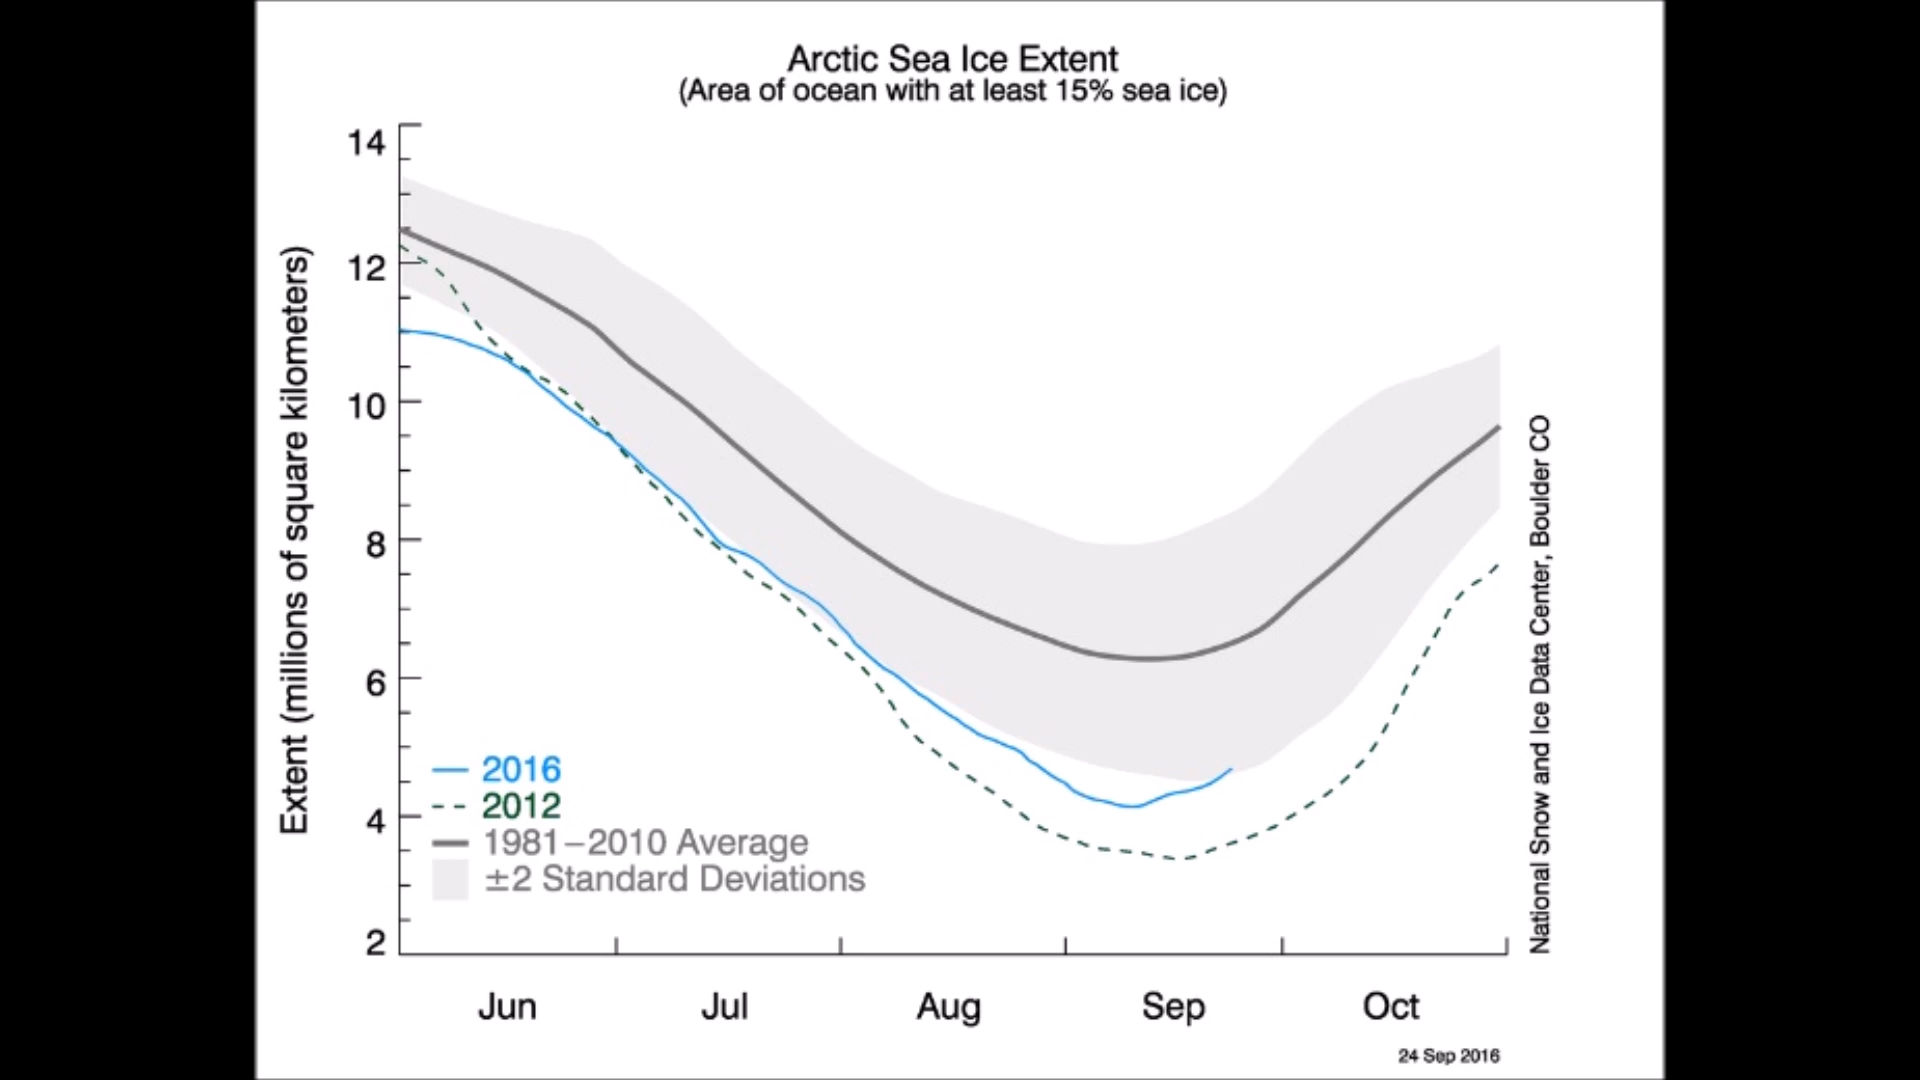 Arctic Sea Ice Extent
(Area of ocean with at least 15% sea ice)
Extent (millions of square kilometers)
14
12
10
8
6
4
2
2016
2012
1981–2010 Average
±2 Standard Deviations
Jun Jul Aug Sep Oct
National Snow and Ice Data Center, Boulder CO
24 Sep 2016